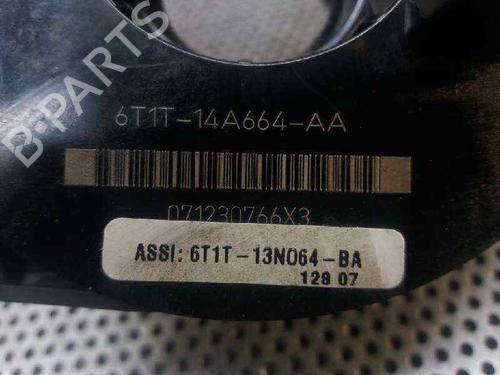 6T1T-14A664-AA
071230766X3
ASSI: 6T1T-13N064-BA
128 07
B-PARTS